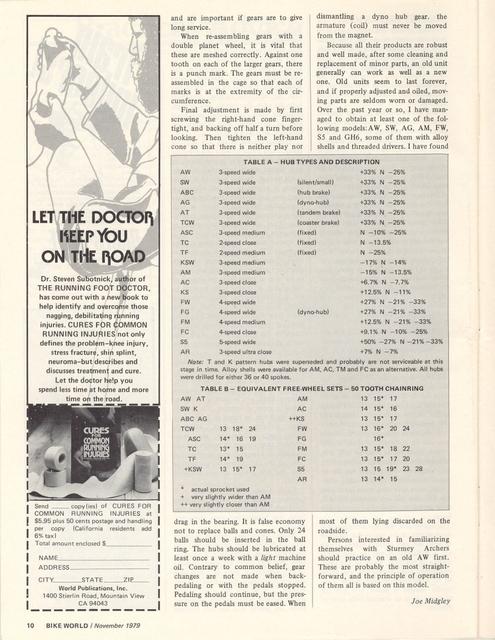 LET THE DOCTOR
KEEP YOU
ON THE ROAD
Dr. Steven Subotnick, author of
THE RUNNING FOOT DOCTOR,
has come out with a new book to
help identify and overcome those
nagging, debilitating running
injuries. CURES FOR COMMON
RUNNING INJURIES not only
defines the problem–knee injury,
stress fracture, shin splint,
neuroma–but describes and
discusses treatment and cure.
Let the doctor help you
spend less time at home and more
time on the road.
CURES
FOR
COMMON
RUNNING
INJURIES
Send ____ copy(ies) of CURES FOR
COMMON RUNNING INJURIES at
$5.95 plus 50 cents postage and handling
per copy (California residents add
6% tax)
Total amount enclosed $____
NAME____
ADDRESS____
CITY____STATE____ZIP____
World Publications, Inc.
1400 Stierlin Road, Mountain View
CA 94043
and are important if gears are to give
long service.
When re-assembling gears with a
double planet wheel, it is vital that
these are meshed correctly. Against one
tooth on each of the larger gears, there
is a punch mark. The gears must be re-
assembled in the cage so that each of
marks is at the extremity of the cir-
cumference.
Final adjustment is made by first
screwing the right-hand cone finger-
tight, and backing off half a turn before
looking. Then tighten the left-hand
cone so that there is neither play nor
dismantling a dyno hub gear. the
armature (coil) must never be moved
from the magnet.
Because all their products are robust
and well made, after some cleaning and
replacement of minor parts, an old unit
generally can work as well as a new
one. Old units seem to last forever,
and if properly adjusted and oiled, mov-
ing parts are seldom worn or damaged.
Over the past year or so, I have man-
aged to obtain at least one of the fol-
lowing models: AW, SW, AG, AM, FW,
S5 and GH6, some of them with alloy
shells and threaded drivers. I have found
TABLE A — HUB TYPES AND DESCRIPTION
AW 3-speed wide +33% N −25%
SW 3-speed wide (silent/small) +33% N −25%
ABC 3-speed wide (hub brake) +33% N −25%
AG 3-speed wide (dyno-hub) +33% N −25%
AT 3-speed wide (tandem brake) +33% N −25%
TCW 3-speed wide (coaster brake) +33% N −25%
ASC 3-speed medium (fixed) N −10% −25%
TC 2-speed close (fixed) N −13.5%
TF 2-speed medium (fixed) N −25%
KSW 3-speed medium −17% N −14%
AM 3-speed medium −15% N −13.5%
AC 3-speed close +6.7% N −7.7%
KS 3-speed close +12.5% N −11%
FW 4-speed wide +27% N −21% −33%
FG 4-speed wide (dyno-hub) +27% N −21% −33%
FM 4-speed medium +12.5% N −21% −33%
FC 4-speed close +9.1% N −10% −25%
S5 5-speed wide +50% −27% N −21% −33%
AR 3-speed ultra close +7% N −7%
Note: T and K pattern hubs were superseded and probably are not serviceable at this
stage in time. Alloy shells were available for AM, AC, TM and FC as an alternative. All hubs
were drilled for either 36 or 40 spokes.
TABLE B – EQUIVALENT FREE-WHEEL SETS – 50 TOOTH CHAINRING
AW AT AM 13 15* 17
SW K AC 14 15* 16
ABC AG ++KS 13 15* 17
TCW 13 18* 24 FW 13 16* 20 24
ASC 14* 16 19 FG 16*
TC 13* 15 FM 13 15* 18 22
TF 14* 19 FC 13 15* 17 20
+KSW 13 15* 17 S5 13 15 19* 23 28
AR 13 14* 15
* actual sprocket used
+ very slightly wider than AM
++ very slightly closer than AM
drag in the bearing. It is false economy
not to replace balls and cones. Only 24
balls should be inserted in the ball
ring. The hubs should be lubricated at
least once a week with a light machine
oil. Contrary to common belief, gear
changes are not made when back-
pedaling or with the pedals stopped.
Pedaling should continue, but the pres-
sure on the pedals must be eased. When
most of them lying discarded on the
roadside.
Persons interested in familiarizing
themselves with Sturmey Archers
should practice on an old AW first.
These are probably the most straight-
forward, and the principle of operation
of them all is based on this model.
Joe Midgley
10 BIKE WORLD / November 1979